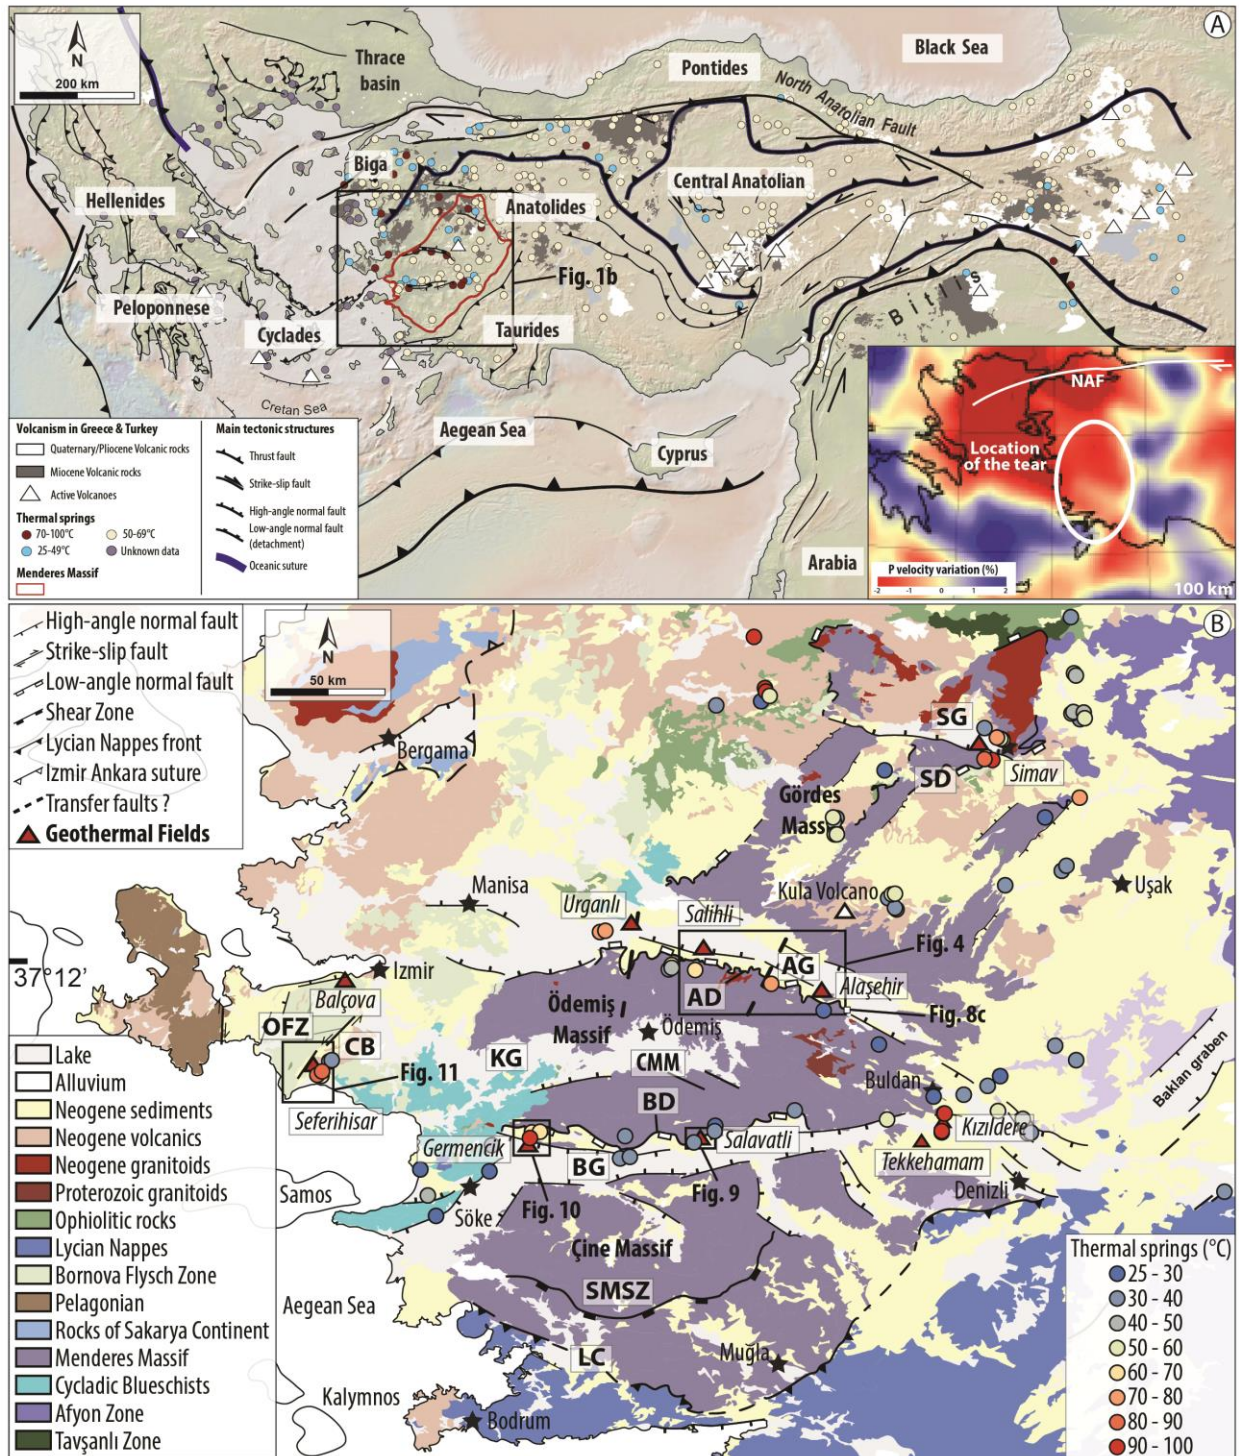 A
N
200 km
Thrace
basin
Black Sea
Pontides
North Anatolian Fault
Biga
Hellenides
Anatolides
Central Anatolian
Fig. 1b
Peloponnese
Cyclades
Taurides
Bitlis
Cretan Sea
Aegean Sea
Cyprus
Arabia
Volcanism in Greece & Turkey
Quaternary/Pliocene Volcanic rocks
Miocene Volcanic rocks
Active Volcanoes
Thermal springs
70-100°C
50-69°C
25-49°C
Unknown data
Menderes Massif
Main tectonic structures
Thrust fault
Strike-slip fault
High-angle normal fault
Low-angle normal fault
(detachment)
Oceanic suture
NAF
Location
of the tear
P velocity variation (%)
-2 -1 0 1 2
100 km
B
High-angle normal fault
Strike-slip fault
Low-angle normal fault
Shear Zone
Lycian Nappes front
Izmir Ankara suture
Transfer faults ?
Geothermal Fields
N
50 km
Bergama
SG
SD
Simav
Gördes
Massif
Manisa
Kula Volcano
Uşak
Urganlı
Salihli
Fig. 4
37°12'
Izmir
Balçova
AG
Alaşehir
AD
Ödemiş
Massif
Ödemiş
Fig. 8c
OFZ
CB
KG
CMM
Fig. 11
Buldan
Baklan graben
Seferihisar
BD
Kızıldere
Germencik
Salavatli
Tekkehamam
BG
Denizli
Samos
Söke
Fig. 10
Fig. 9
Çine Massif
SMSZ
Aegean Sea
LC
Muğla
Kalymnos
Bodrum
Lake
Alluvium
Neogene sediments
Neogene volcanics
Neogene granitoids
Proterozoic granitoids
Ophiolitic rocks
Lycian Nappes
Bornova Flysch Zone
Pelagonian
Rocks of Sakarya Continent
Menderes Massif
Cycladic Blueschists
Afyon Zone
Tavşanlı Zone
Thermal springs (°C)
25 - 30
30 - 40
40 - 50
50 - 60
60 - 70
70 - 80
80 - 90
90 - 100